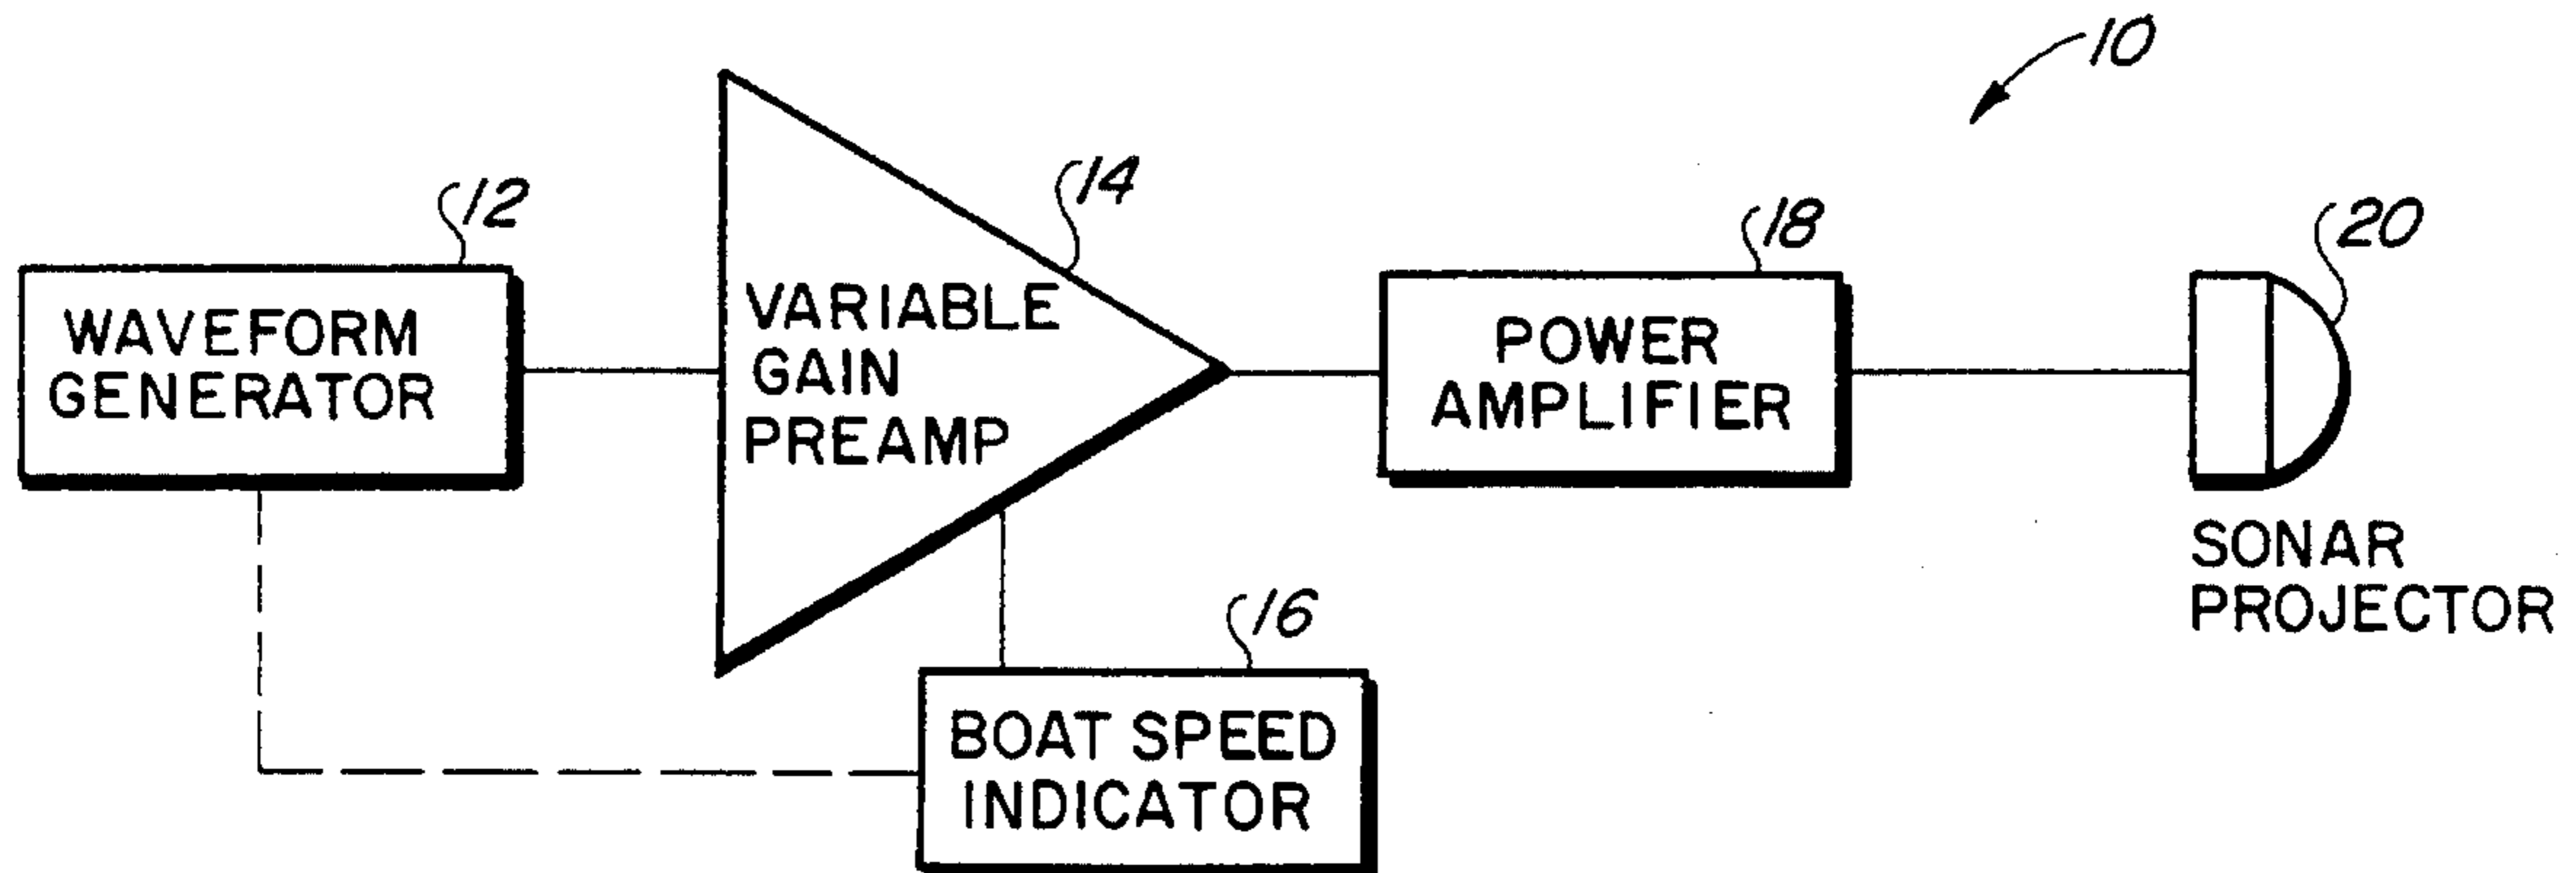 10
12
14
18
20
WAVEFORM
GENERATOR
VARIABLE
GAIN
PREAMP
POWER
AMPLIFIER
SONAR
PROJECTOR
16
BOAT SPEED
INDICATOR